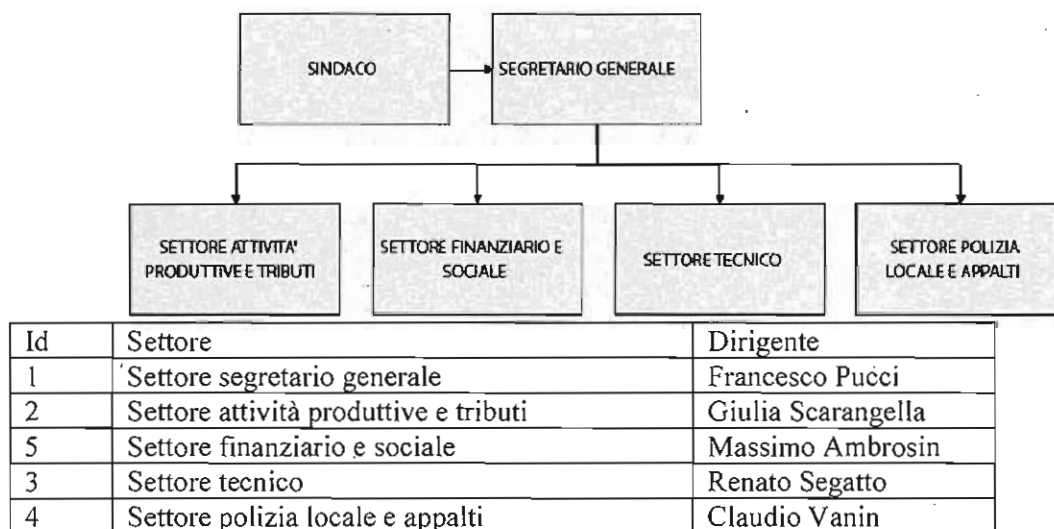 SINDACO
SEGRETARIO GENERALE
SETTORE ATTIVITA'
PRODUTTIVE E TRIBUTI
SETTORE FINANZIARIO E
SOCIALE
SETTORE TECNICO
SETTORE POLIZIA
LOCALE E APPALTI
Id Settore Dirigente
1 Settore segretario generale Francesco Pucci
2 Settore attività produttive e tributi Giulia Scarangella
5 Settore finanziario e sociale Massimo Ambrosin
3 Settore tecnico Renato Segatto
4 Settore polizia locale e appalti Claudio Vanin